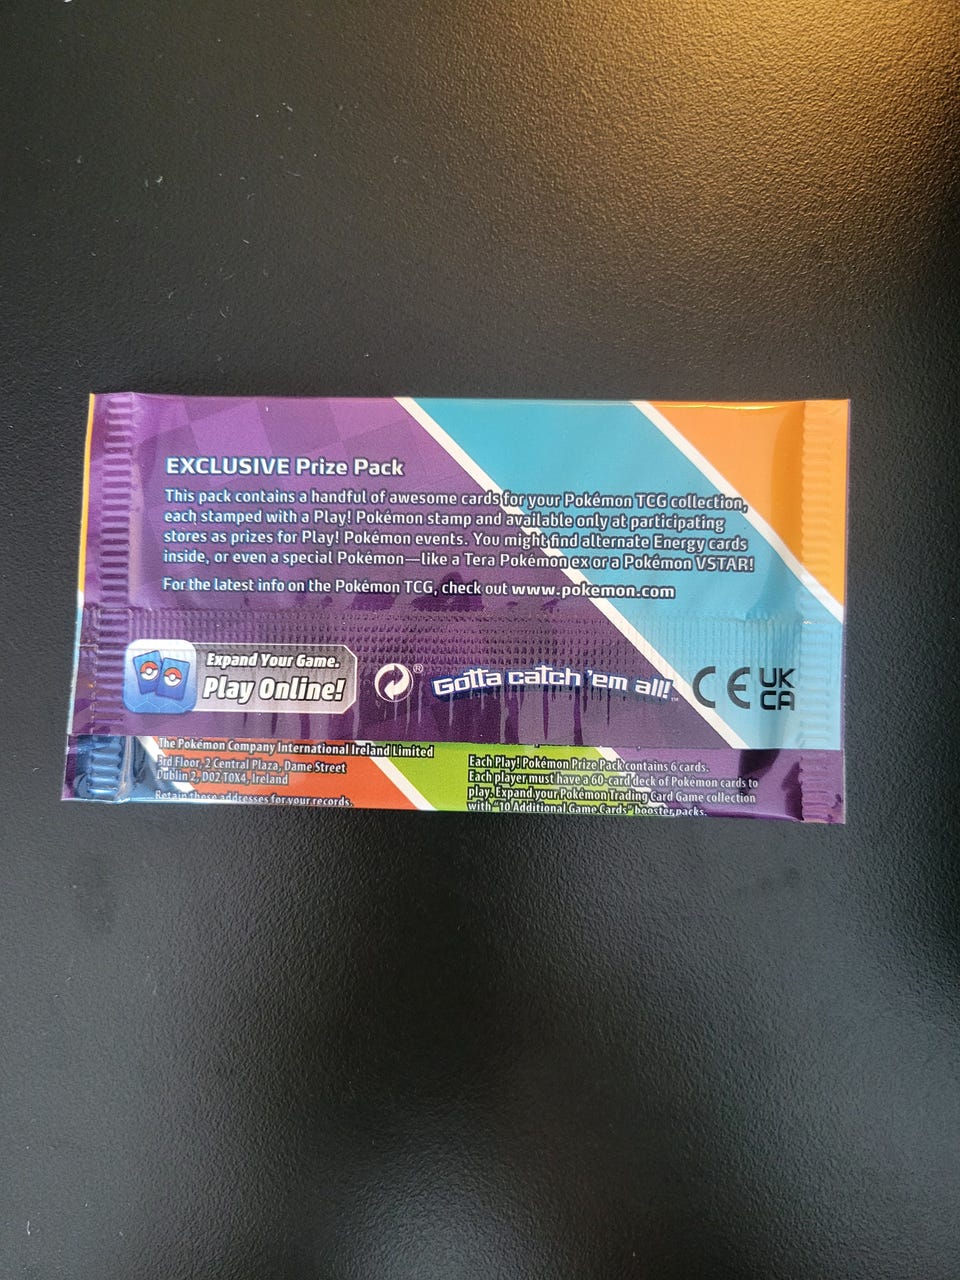 EXCLUSIVE Prize Pack
This pack contains a handful of awesome cards for your Pokémon TCG collection,
each stamped with a Play! Pokémon stamp and available only at participating
stores as prizes for Play! Pokémon events. You might find alternate Energy cards
inside, or even a special Pokémon—like a Tera Pokémon ex or a Pokémon VSTAR!
For the latest info on the Pokémon TCG, check out www.pokemon.com
Expand Your Game.
Play Online!
®
Gotta catch 'em all!™
CE
UK
CA
The Pokémon Company International Ireland Limited
3rd Floor, 2 Central Plaza, Dame Street
Dublin 2, D02 T0X4, Ireland
Retain these addresses for your records.
Each Play! Pokémon Prize Pack contains 6 cards.
Each player must have a 60-card deck of Pokémon cards to
play. Expand your Pokémon Trading Card Game collection
with "10 Additional Game Cards" booster packs.